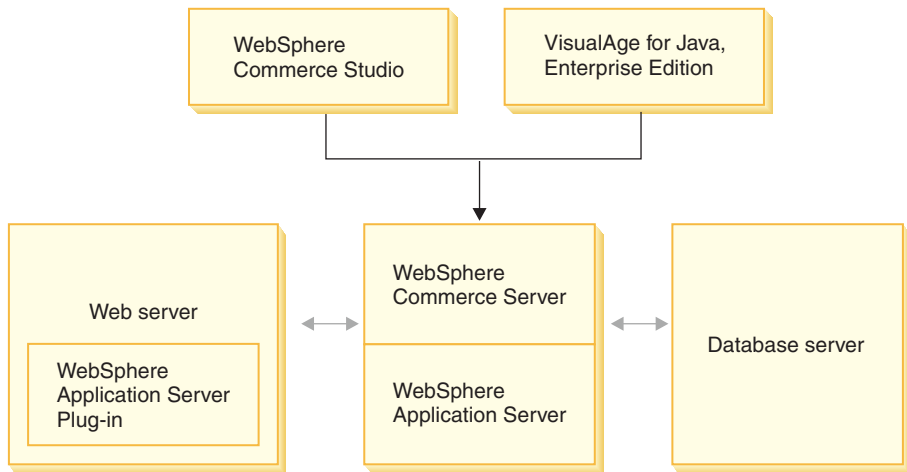 WebSphere
Commerce Studio
VisualAge for Java,
Enterprise Edition
Web server
WebSphere
Application Server
Plug-in
WebSphere
Commerce Server
WebSphere
Application Server
Database server